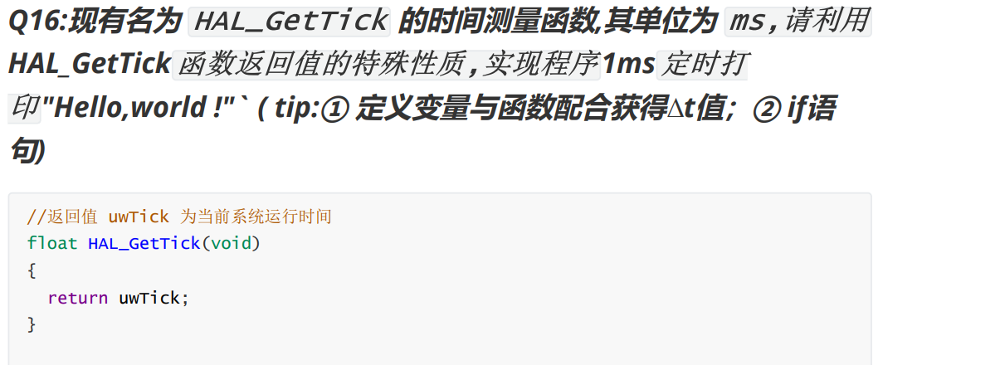 Q16:现有名为 HAL_GetTick 的时间测量函数,其单位为 ms,请利用
HAL_GetTick 函数返回值的特殊性质,实现程序1ms 定时打
印"Hello,world !"` ( tip:① 定义变量与函数配合获得Δt值；② if语
句)
//返回值 uwTick 为当前系统运行时间
float HAL_GetTick(void)
{
  return uwTick;
}